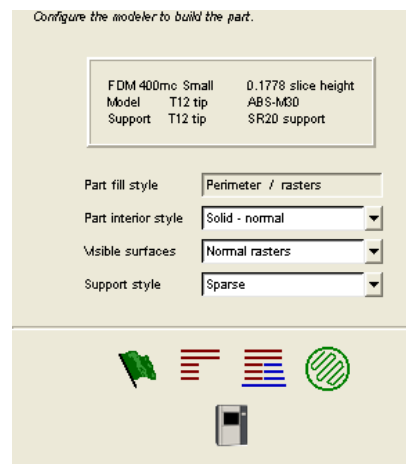 Configure the modeler to build the part.
FDM 400mc Small 0.1778 slice height
Model T12 tip ABS-M30
Support T12 tip SR20 support
Part fill style Perimeter / rasters
Part interior style Solid - normal
Visible surfaces Normal rasters
Support style Sparse